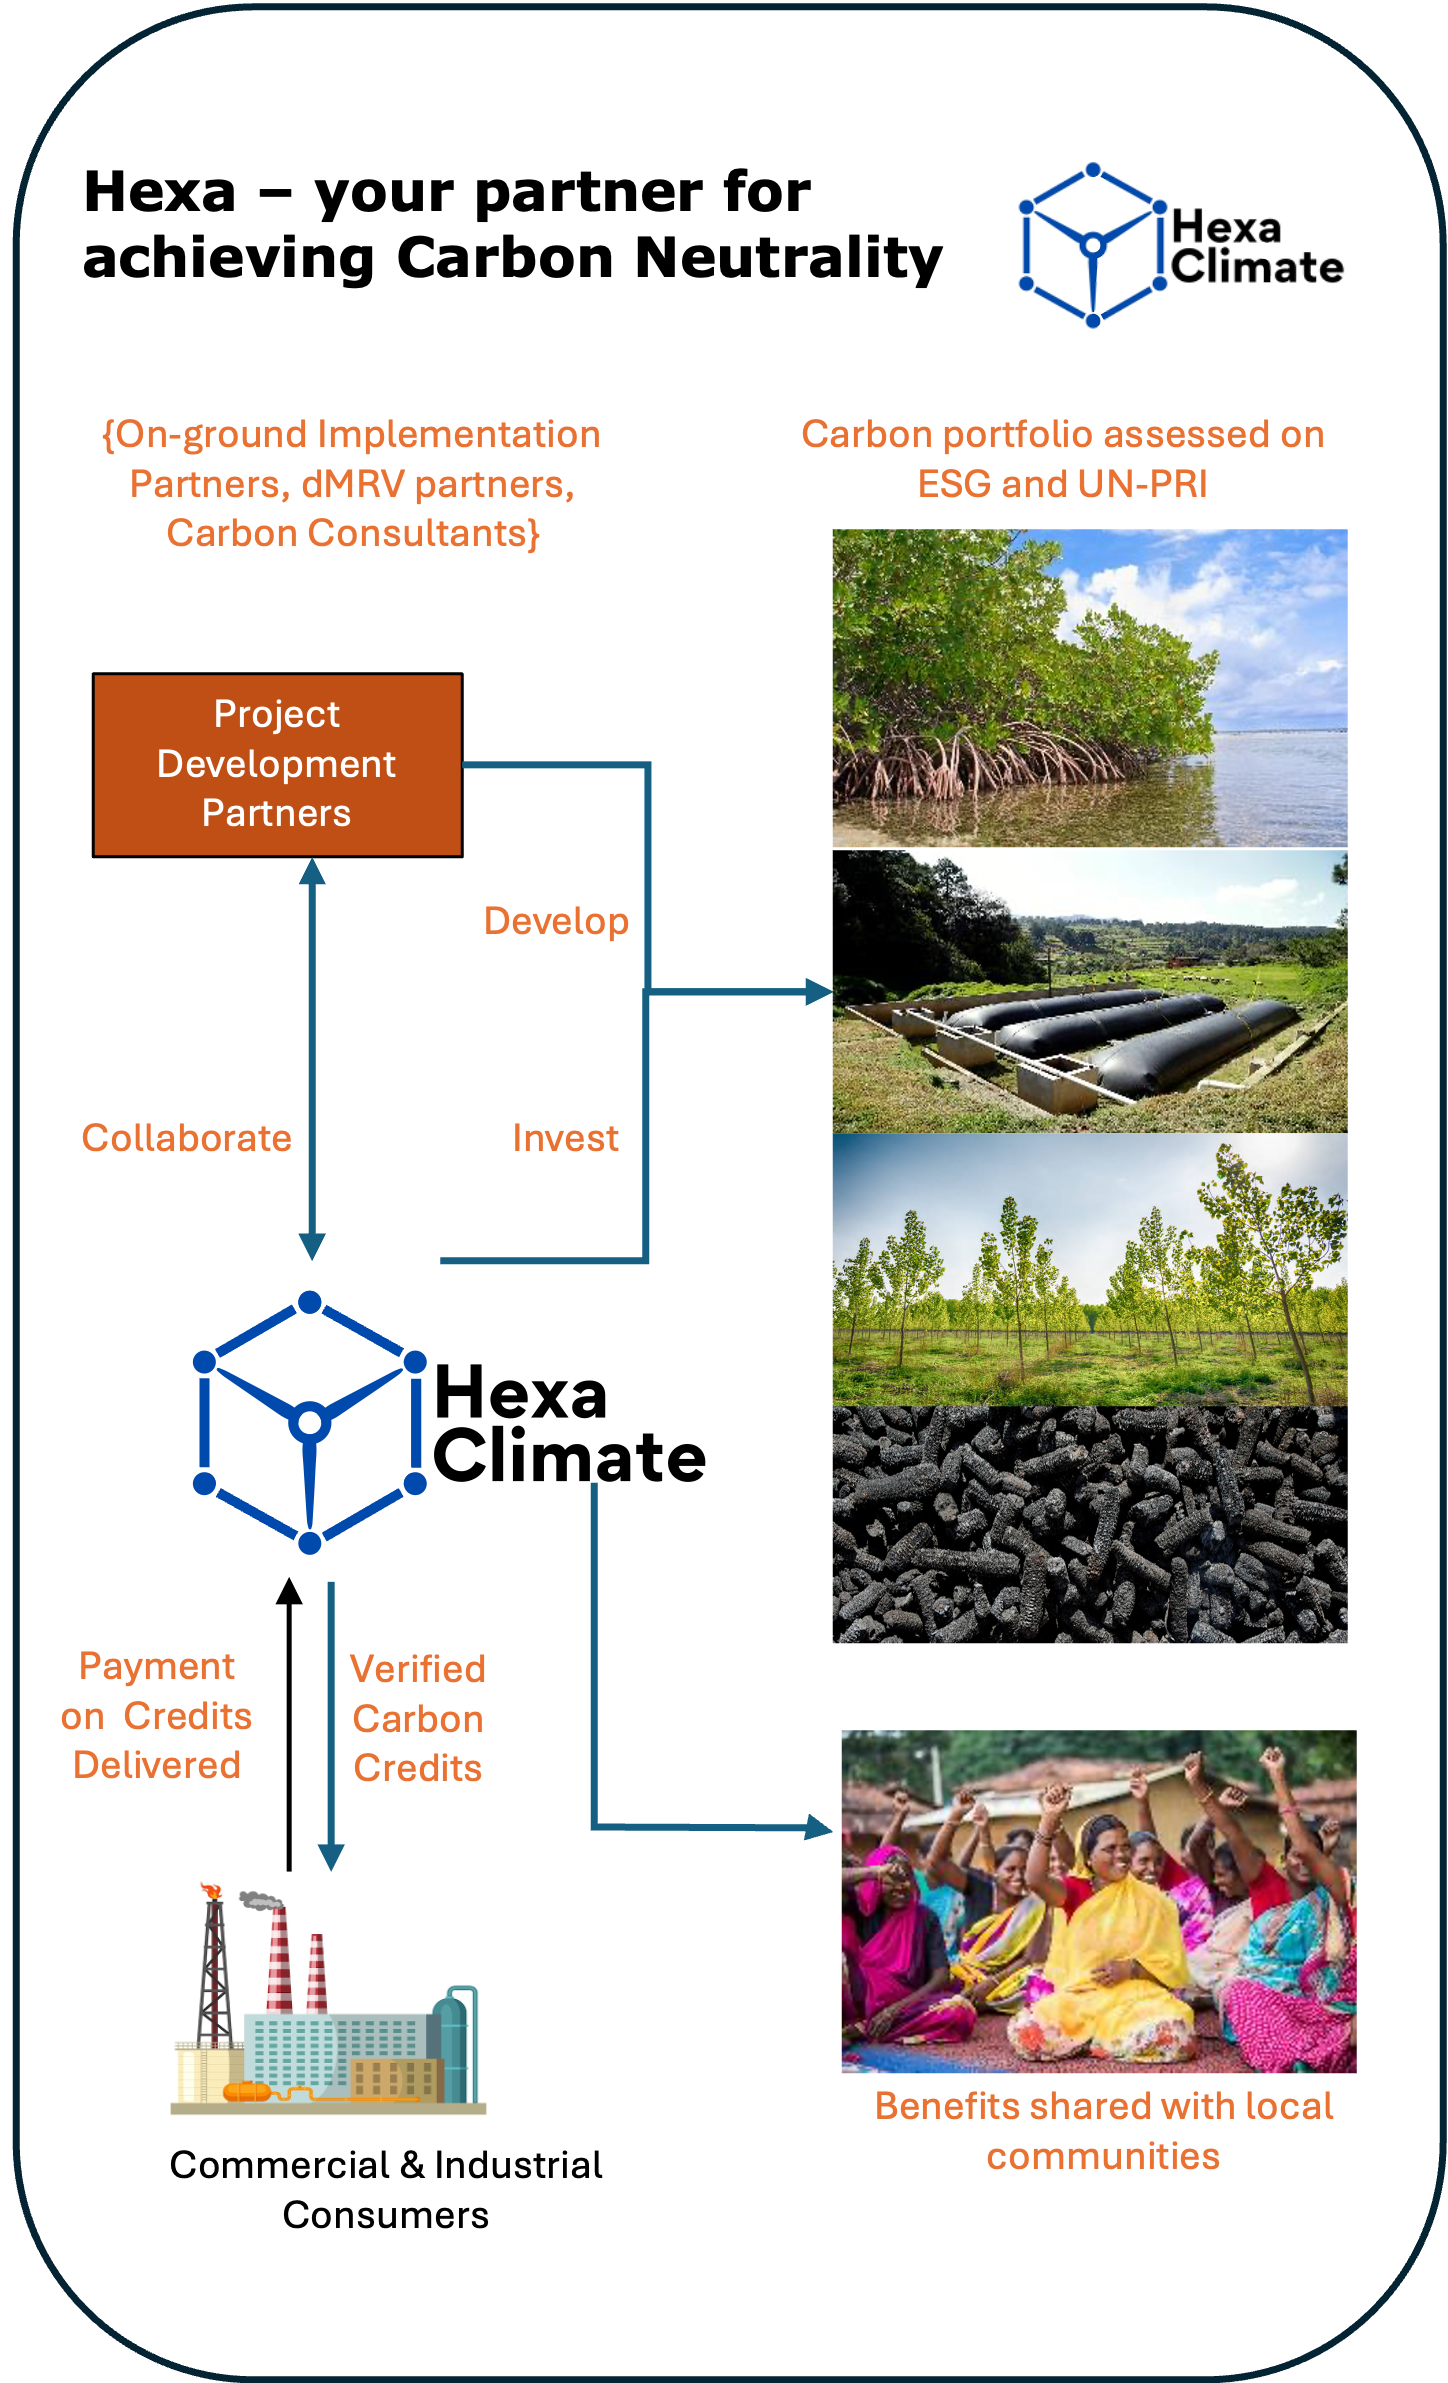 Hexa – your partner for
achieving Carbon Neutrality
Hexa
Climate
{On-ground Implementation
Partners, dMRV partners,
Carbon Consultants}
Carbon portfolio assessed on
ESG and UN-PRI
Project
Development
Partners
Develop
Collaborate
Invest
Hexa
Climate
Payment
on  Credits
Delivered
Verified
Carbon
Credits
Commercial & Industrial
Consumers
Benefits shared with local
communities